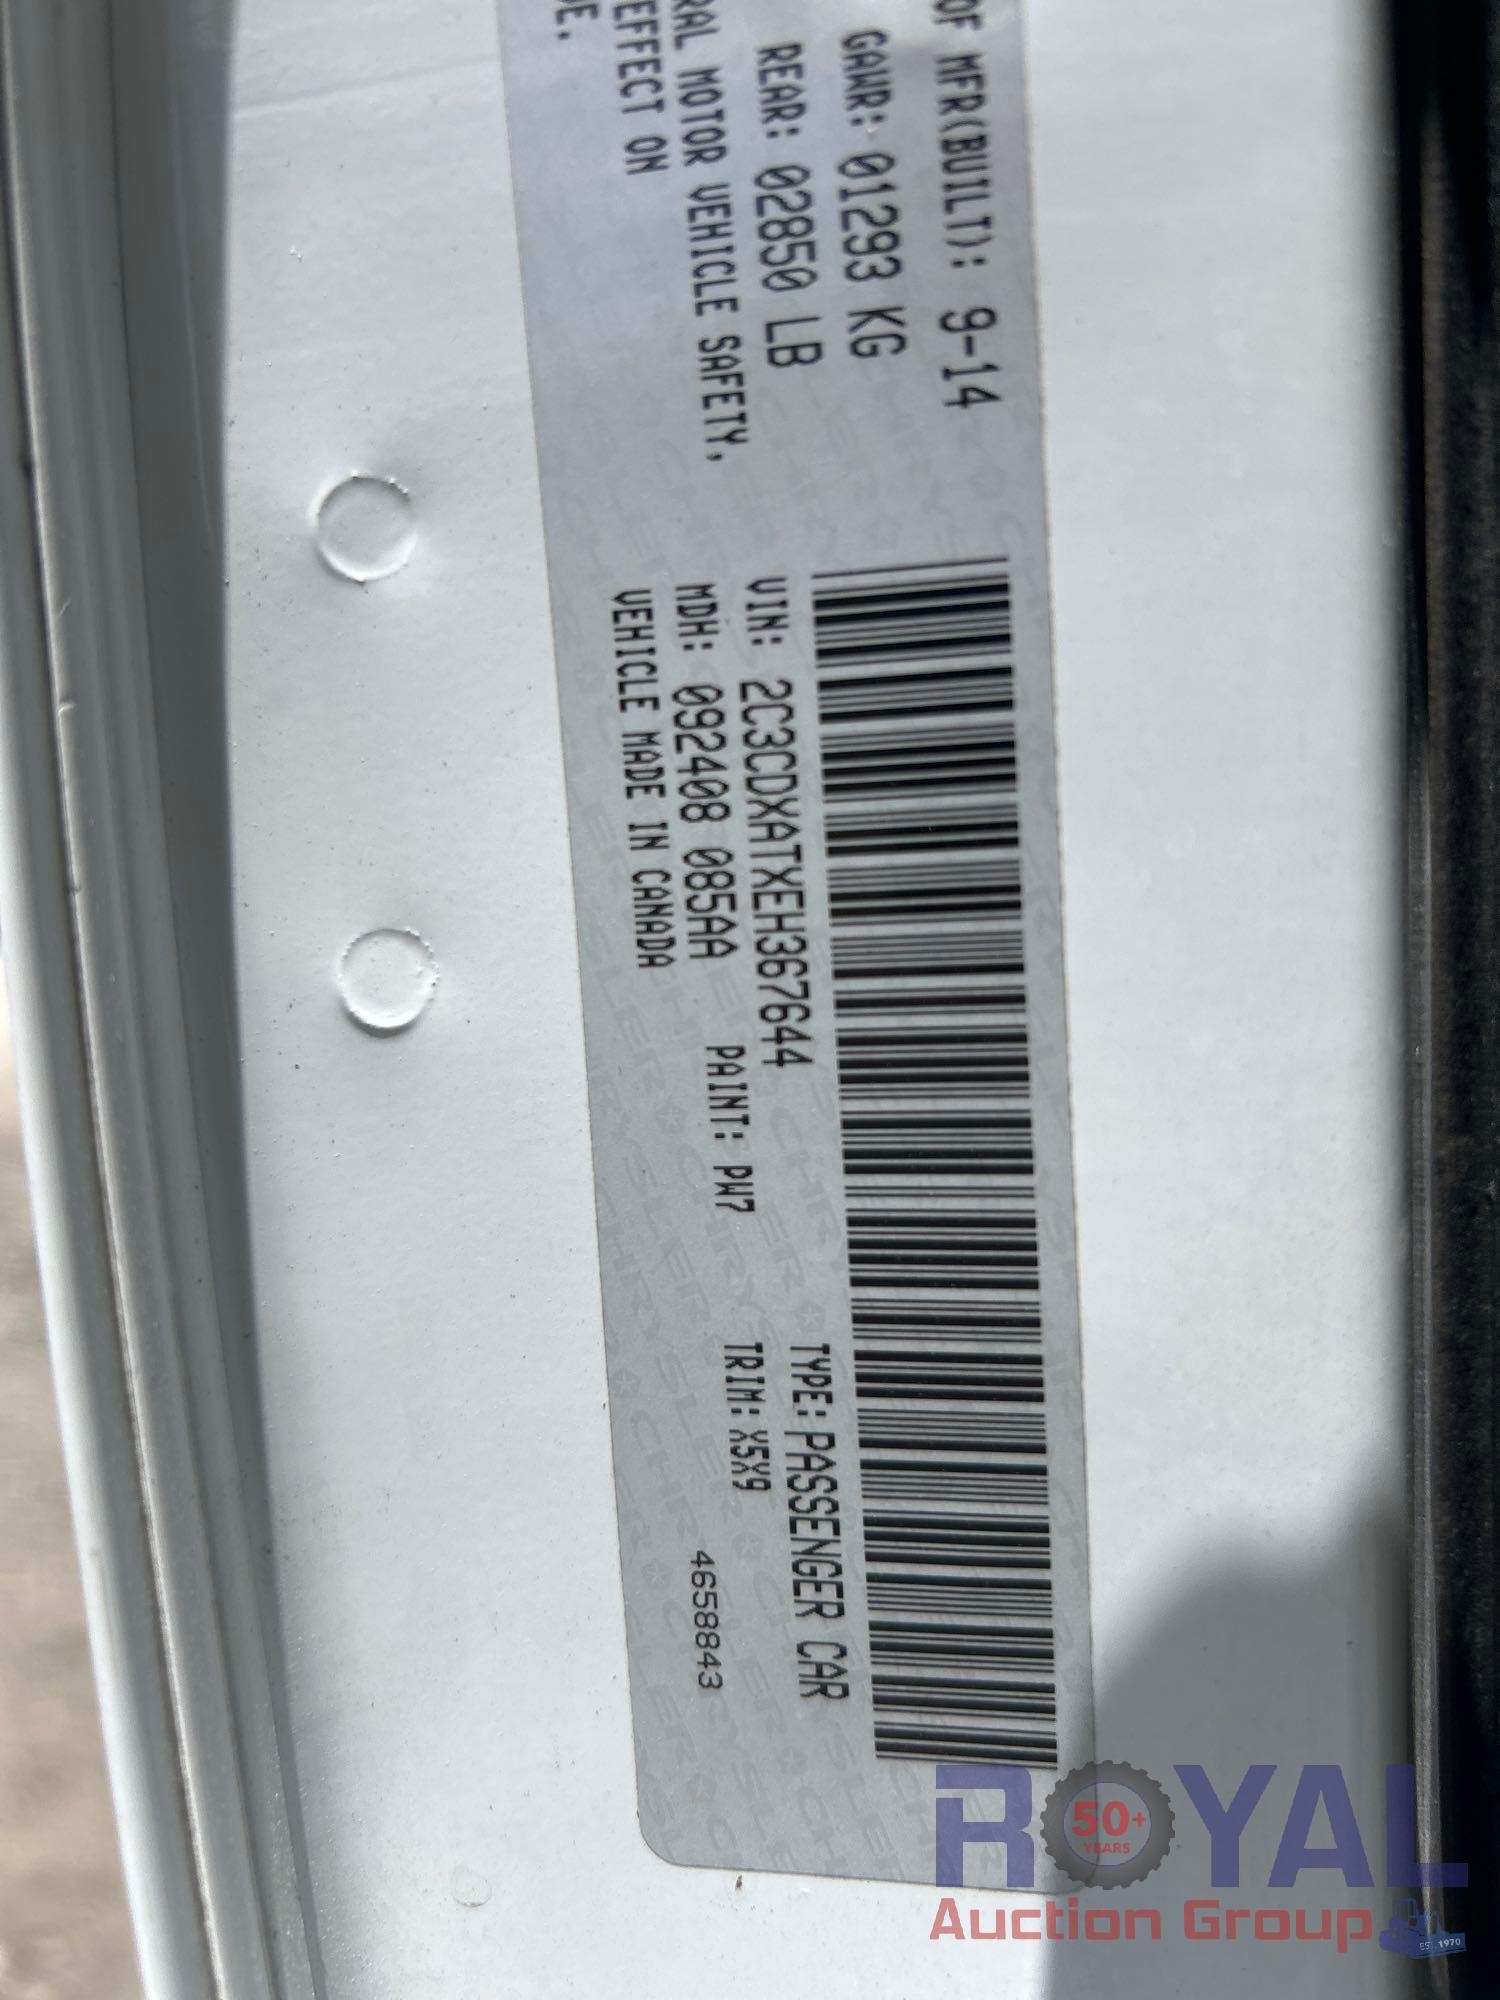 OF MFR(BUILT): 9-14
GAWR: 01293 KG
REAR: 02850 LB
MOTOR VEHICLE SAFETY,
EFFECT ON
VIN: 2C3CDXATXEH367644
TYPE: PASSENGER CAR
MDH: 092408 085AA
PAINT: PW7
TRIM: X5X9
VEHICLE MADE IN CANADA
4658843
ROYAL
50+
YEARS
Auction Group
EST. 1970